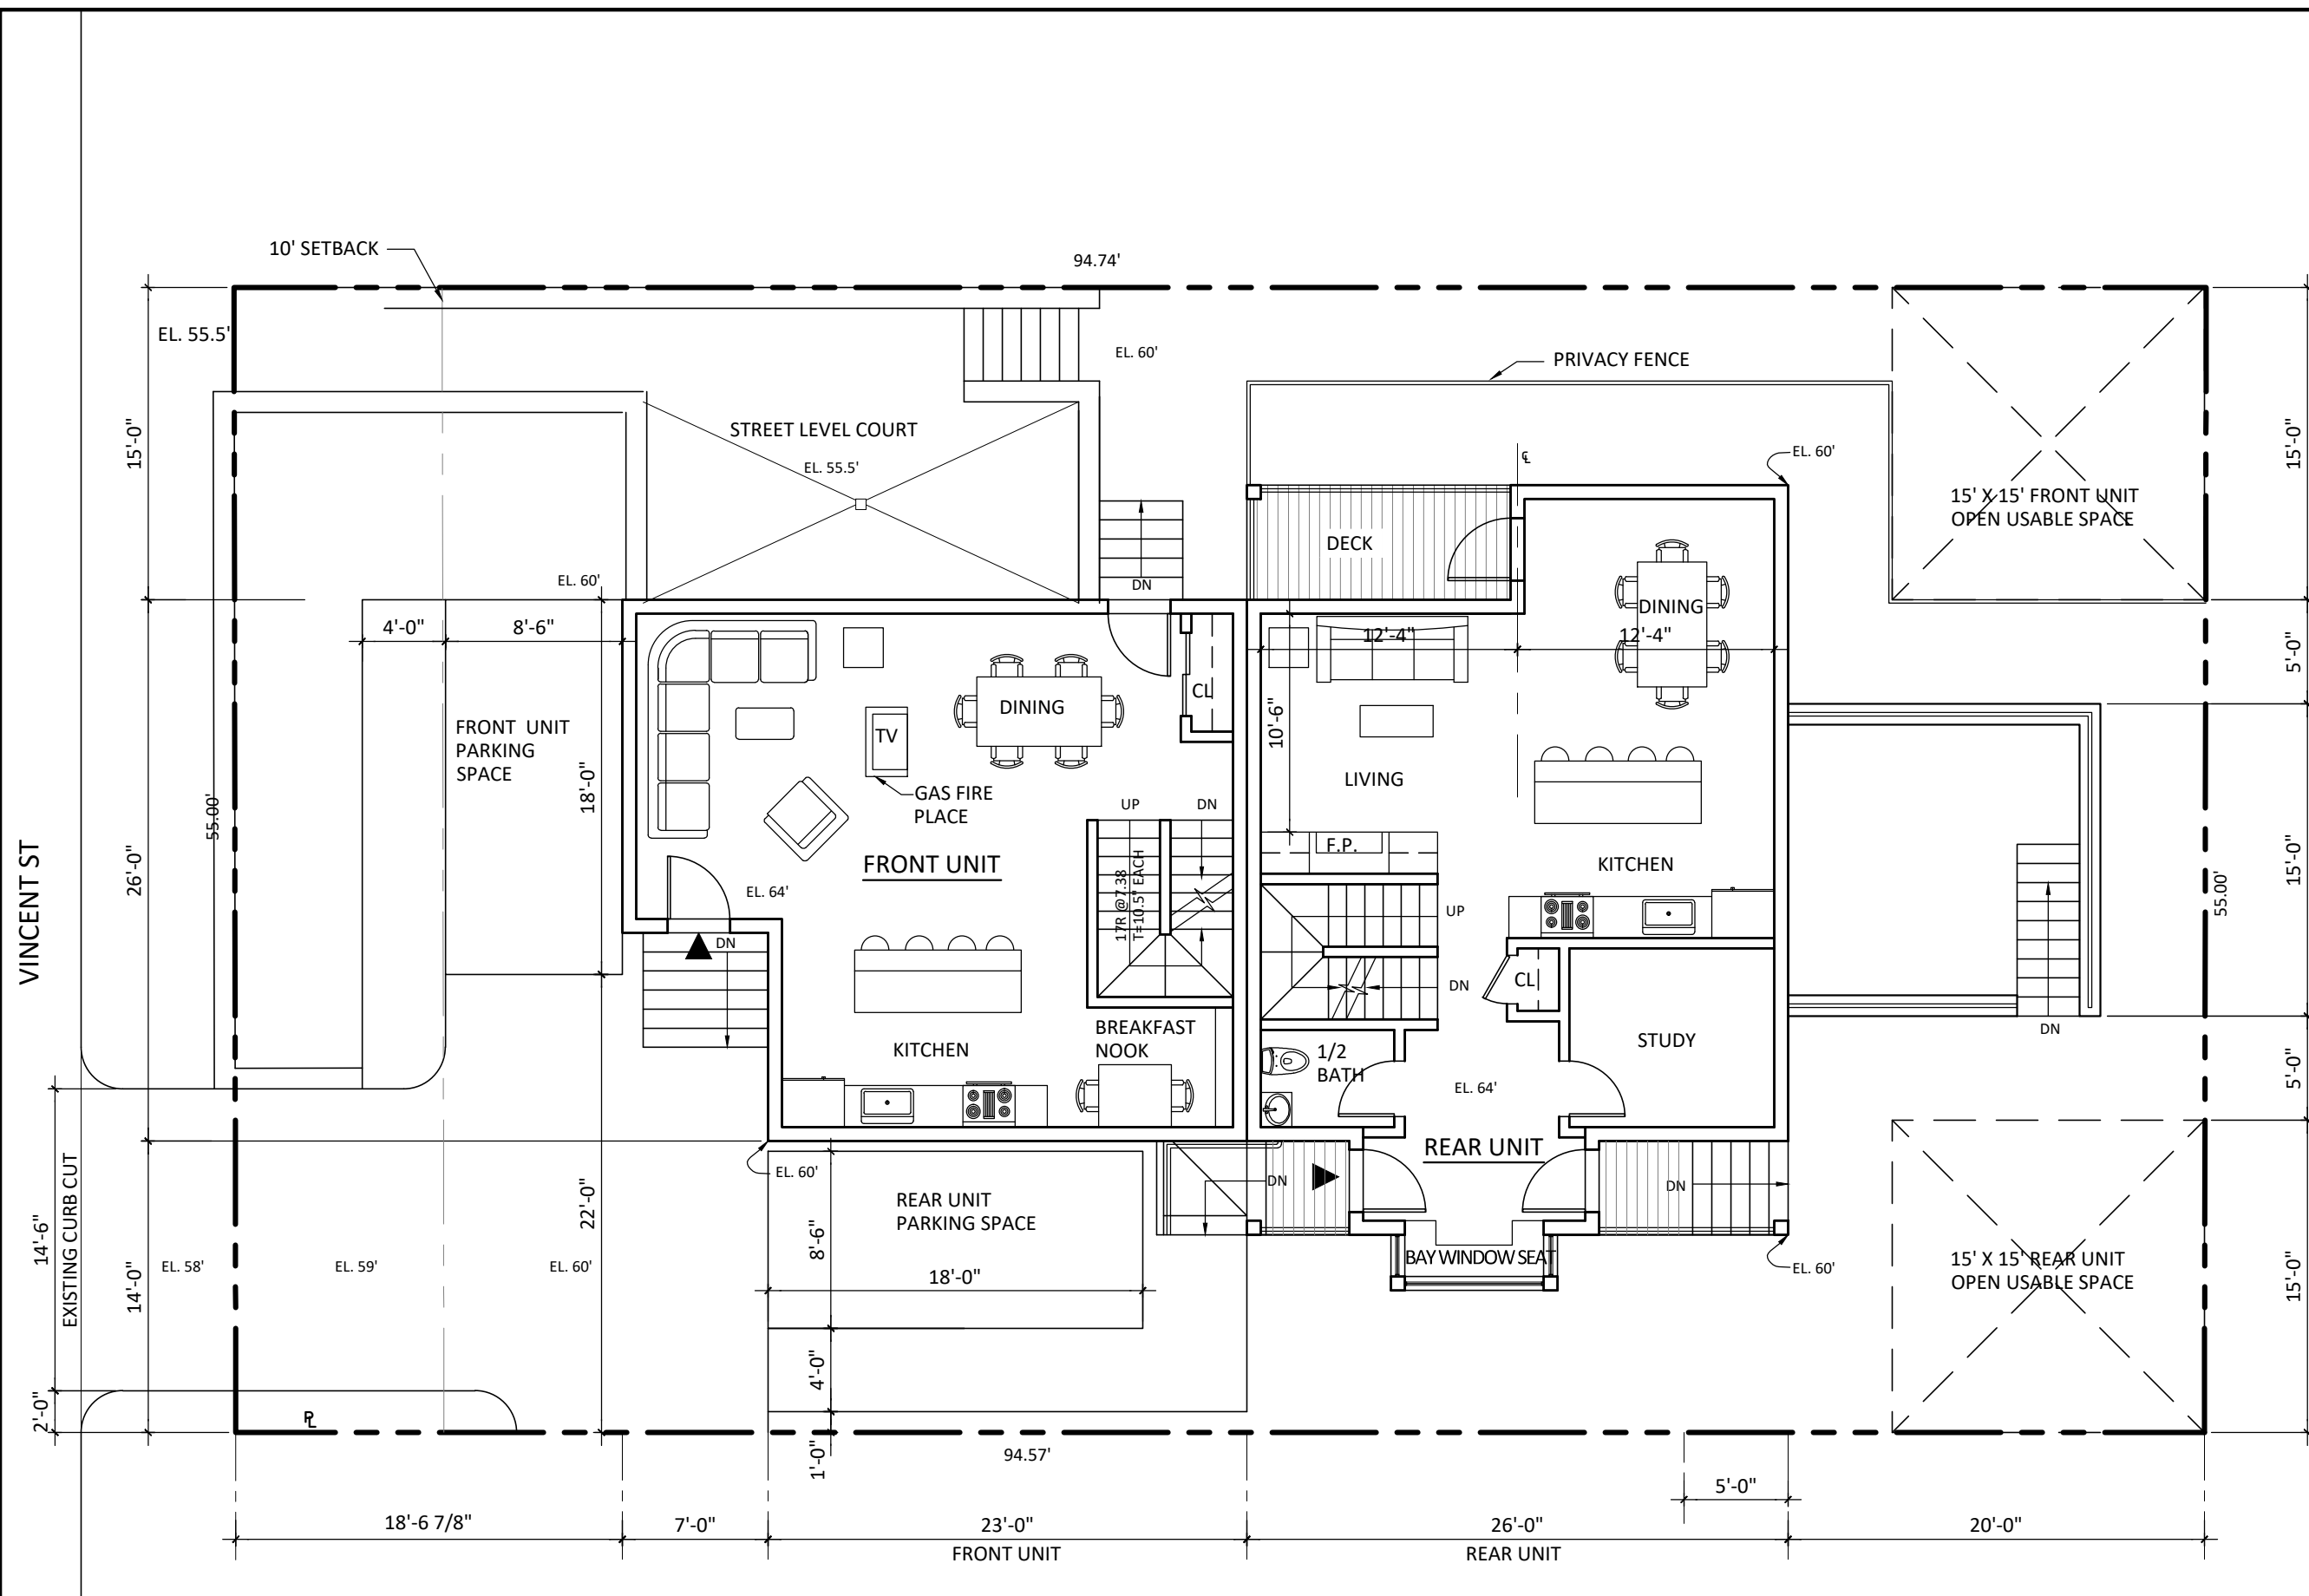 10' SETBACK
94.74'
EL. 55.5'
EL. 60'
PRIVACY FENCE
15'-0"
STREET LEVEL COURT
EL. 55.5'
℄
EL. 60'
15'-0"
15' X 15' FRONT UNIT
OPEN USABLE SPACE
DECK
EL. 60'
DN
DINING
4'-0"
8'-6"
12'-4"
12'-4"
5'-0"
CL
DINING
FRONT UNIT
PARKING
SPACE
TV
10'-6"
18'-0"
LIVING
GAS FIRE
PLACE
UP
DN
55.00'
F.P.
FRONT UNIT
KITCHEN
VINCENT ST
26'-0"
EL. 64'
17R @7.38
T=10.5" EACH
15'-0"
55.00'
UP
DN
DN
CL
BREAKFAST
NOOK
DN
STUDY
KITCHEN
1/2
BATH
5'-0"
EL. 64'
REAR UNIT
EL. 60'
DN
DN
REAR UNIT
PARKING SPACE
22'-0"
8'-6"
14'-6"
EXISTING CURB CUT
14'-0"
EL. 58'
EL. 59'
EL. 60'
18'-0"
BAY WINDOW SEAT
EL. 60'
15' X 15' REAR UNIT
OPEN USABLE SPACE
15'-0"
4'-0"
2'-0"
PL
1'-0"
94.57'
5'-0"
18'-6 7/8"
7'-0"
23'-0"
26'-0"
20'-0"
FRONT UNIT
REAR UNIT